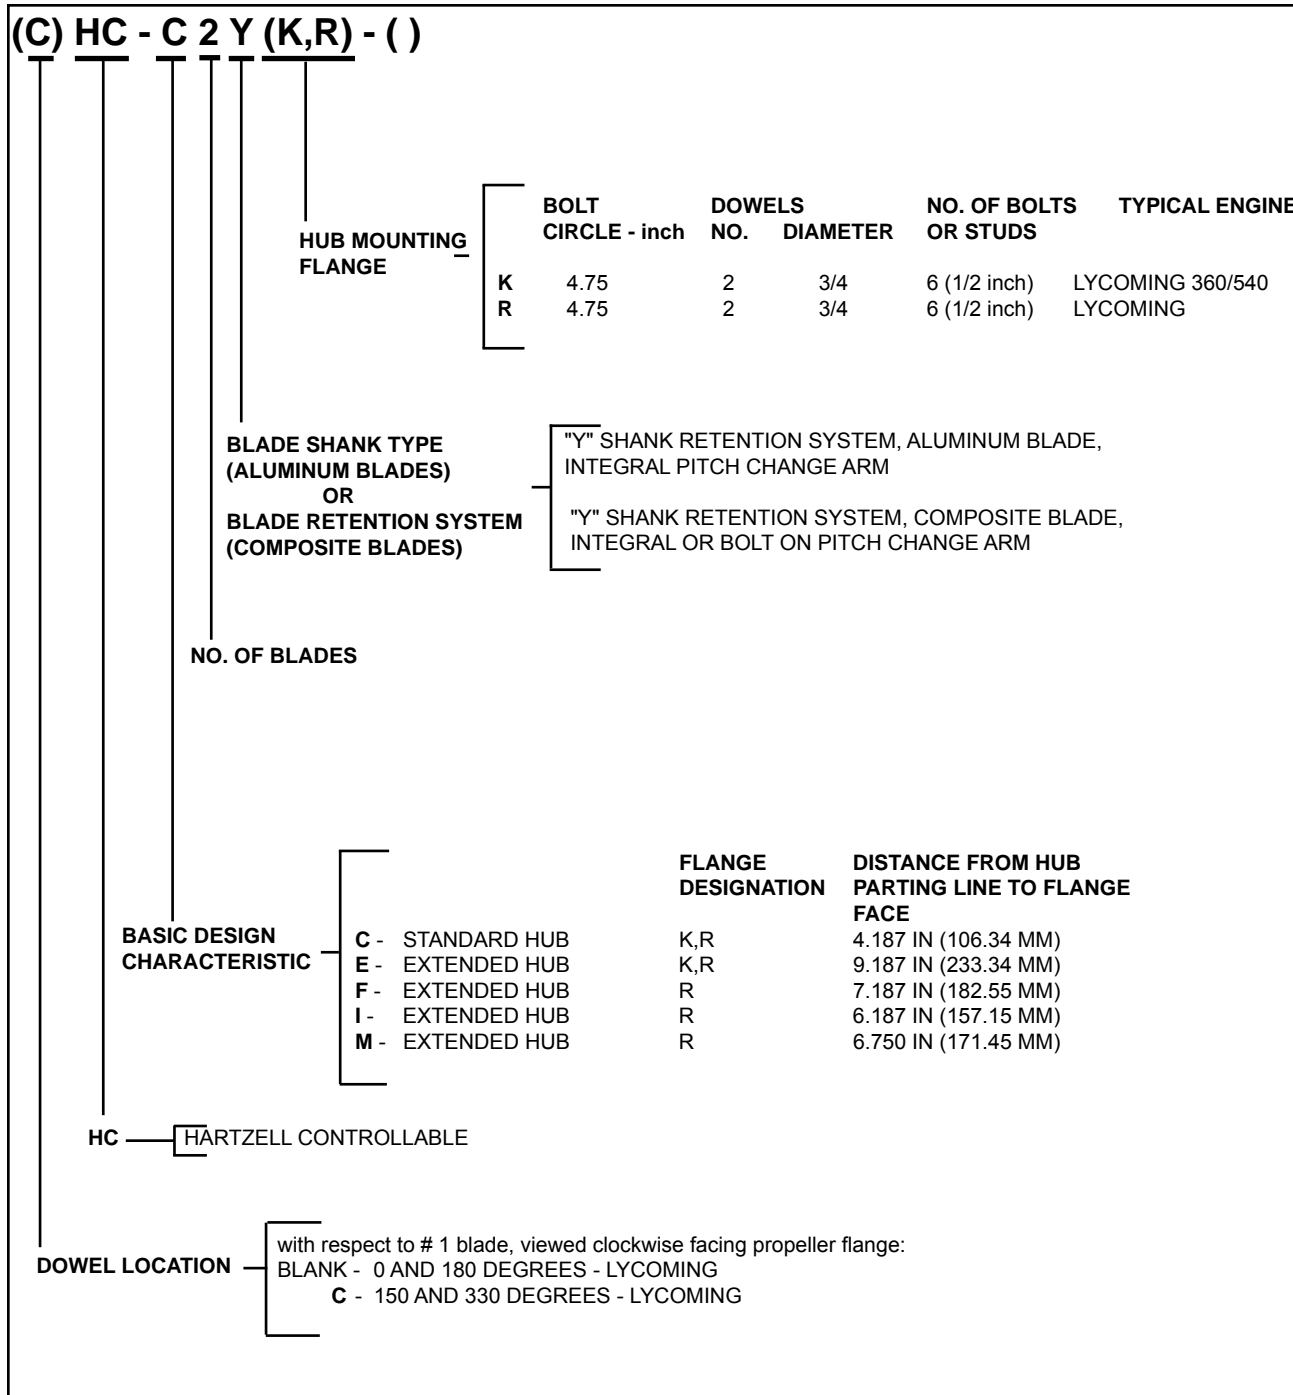 (C) HC - C 2 Y (K,R) - ( )
BOLT DOWELS NO. OF BOLTS TYPICAL ENGINE
CIRCLE - inch NO. DIAMETER OR STUDS
HUB MOUNTING
FLANGE
K 4.75 2 3/4 6 (1/2 inch) LYCOMING 360/540
R 4.75 2 3/4 6 (1/2 inch) LYCOMING
BLADE SHANK TYPE
(ALUMINUM BLADES)
OR
BLADE RETENTION SYSTEM
(COMPOSITE BLADES)
"Y" SHANK RETENTION SYSTEM, ALUMINUM BLADE,
INTEGRAL PITCH CHANGE ARM
"Y" SHANK RETENTION SYSTEM, COMPOSITE BLADE,
INTEGRAL OR BOLT ON PITCH CHANGE ARM
NO. OF BLADES
FLANGE DISTANCE FROM HUB
DESIGNATION PARTING LINE TO FLANGE
FACE
BASIC DESIGN
CHARACTERISTIC
C - STANDARD HUB K,R 4.187 IN (106.34 MM)
E - EXTENDED HUB K,R 9.187 IN (233.34 MM)
F - EXTENDED HUB R 7.187 IN (182.55 MM)
I - EXTENDED HUB R 6.187 IN (157.15 MM)
M - EXTENDED HUB R 6.750 IN (171.45 MM)
HC HARTZELL CONTROLLABLE
DOWEL LOCATION
with respect to # 1 blade, viewed clockwise facing propeller flange:
BLANK - 0 AND 180 DEGREES - LYCOMING
C - 150 AND 330 DEGREES - LYCOMING